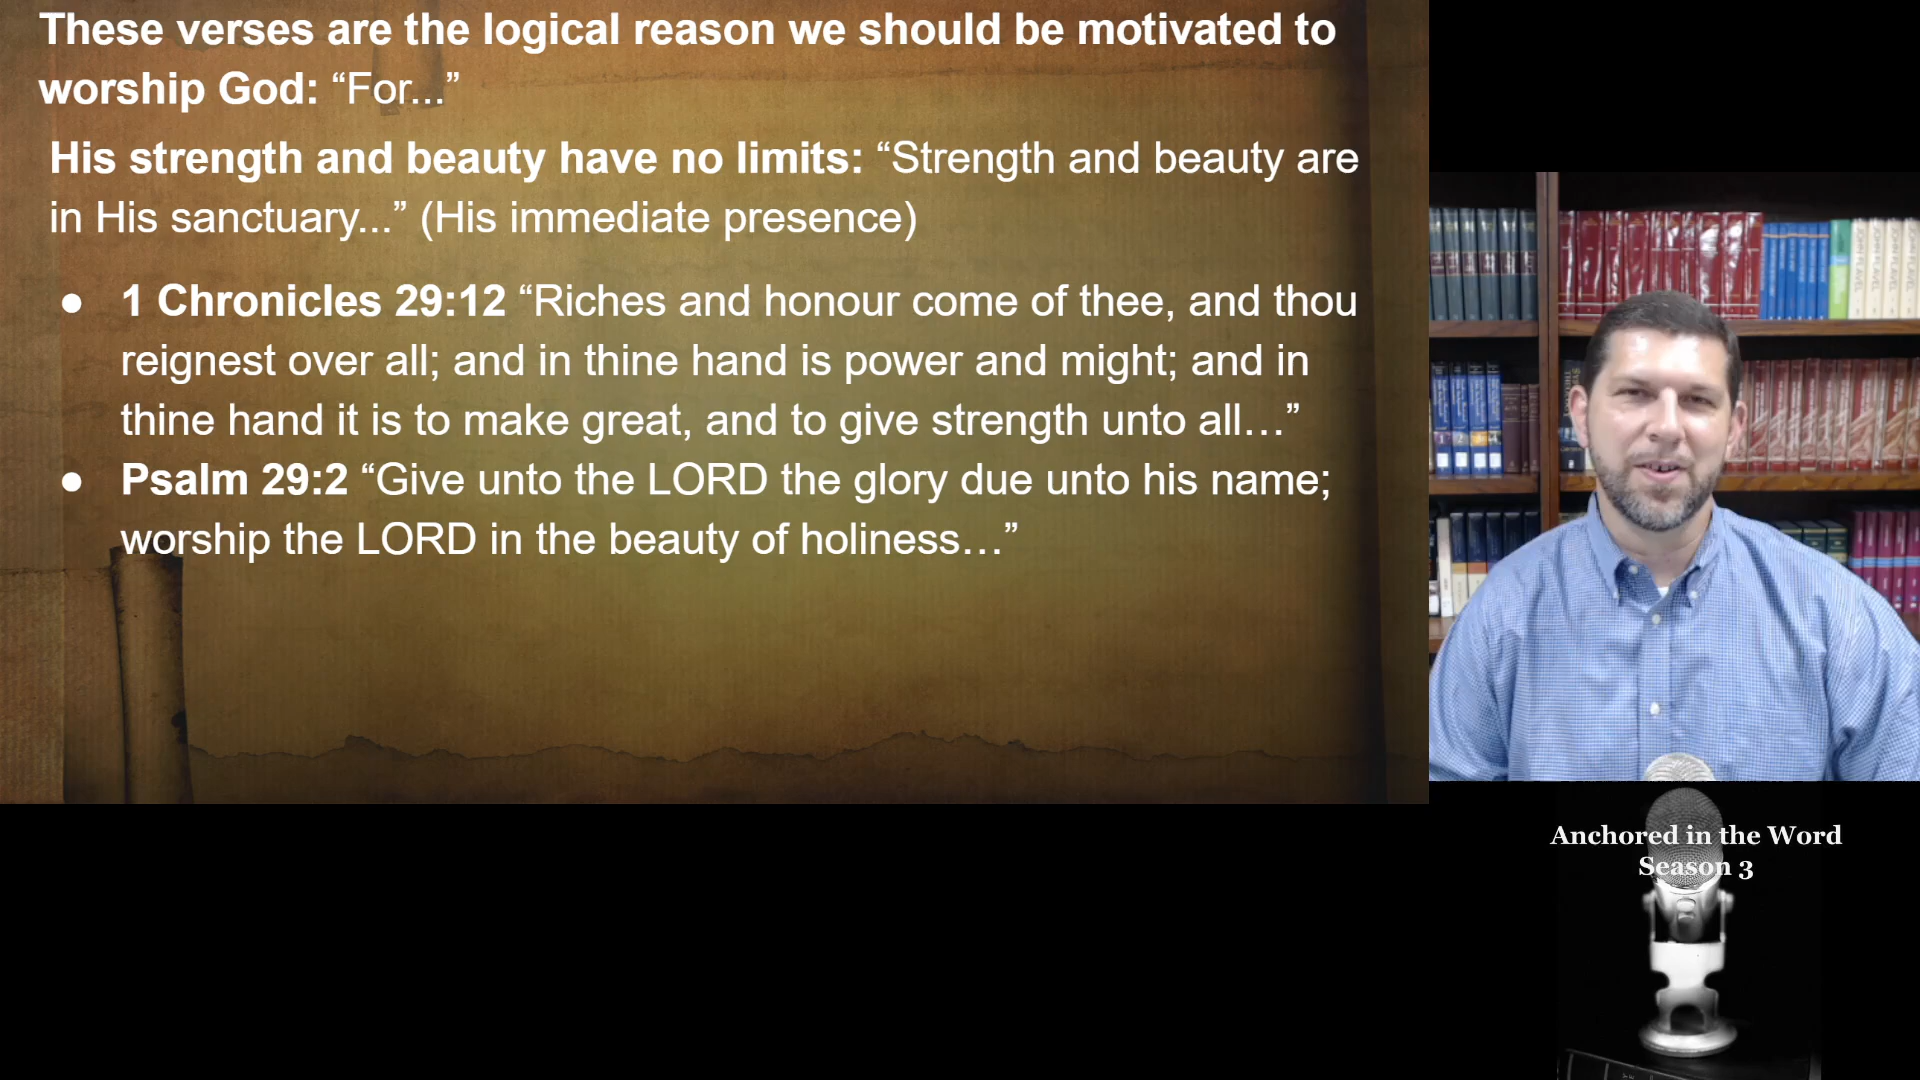 These verses are the logical reason we should be motivated to
worship God: “For...”
His strength and beauty have no limits: “Strength and beauty are
in His sanctuary...” (His immediate presence)
● 1 Chronicles 29:12 “Riches and honour come of thee, and thou
reignest over all; and in thine hand is power and might; and in
thine hand it is to make great, and to give strength unto all…”
● Psalm 29:2 “Give unto the LORD the glory due unto his name;
worship the LORD in the beauty of holiness…”
Anchored in the Word
Season 3